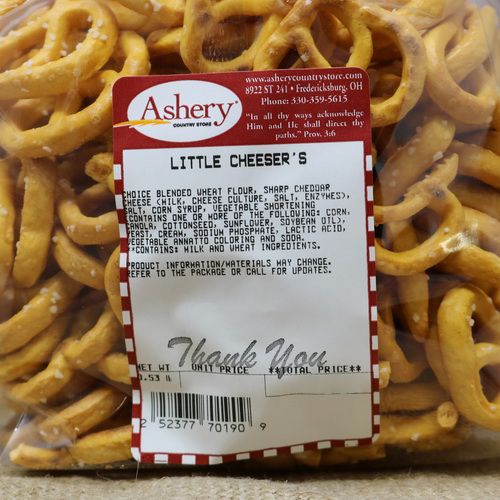 www.asherycountrystore.com
8922 ST 241 • Fredericksburg, OH
Phone: 330-359-5615
"In all thy ways acknowledge
Him and He shall direct thy
paths." Prov. 3:6
Ashery
COUNTRY STORE
LITTLE CHEESER'S
CHOICE BLENDED WHEAT FLOUR, SHARP CHEDDAR
CHEESE (MILK, CHEESE CULTURE, SALT, ENZYMES),
SALT, CORN SYRUP, VEGETABLE SHORTENING
(CONTAINS ONE OR MORE OF THE FOLLOWING: CORN,
CANOLA, COTTONSEED, SUNFLOWER, SOYBEAN OIL),
YEAST, CREAM, SODIUM PHOSPHATE, LACTIC ACID,
VEGETABLE ANNATTO COLORING AND SODA.
**CONTAINS: MILK AND WHEAT INGREDIENTS.
PRODUCT INFORMATION/MATERIALS MAY CHANGE.
REFER TO THE PACKAGE OR CALL FOR UPDATES.
Thank You
NET WT UNIT PRICE **TOTAL PRICE**
0.53 lb
2 52377 70190 9